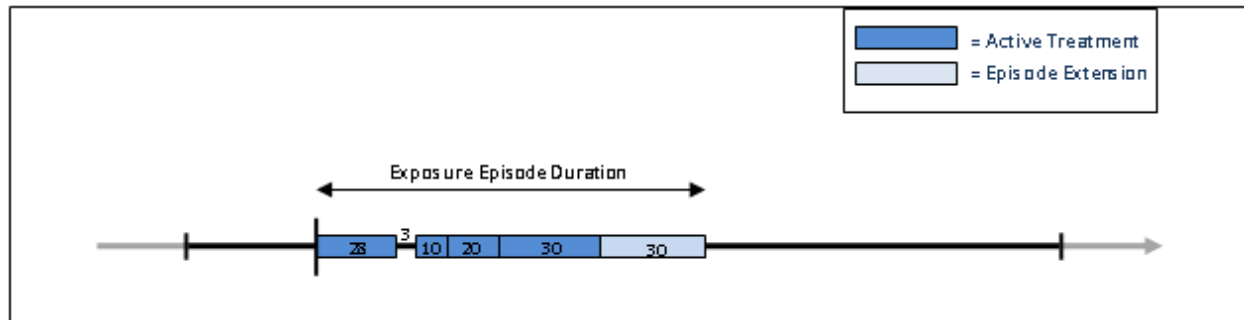 = Active Treatment
= Episode Extension
Exposure Episode Duration
3
28 10 20 30 30